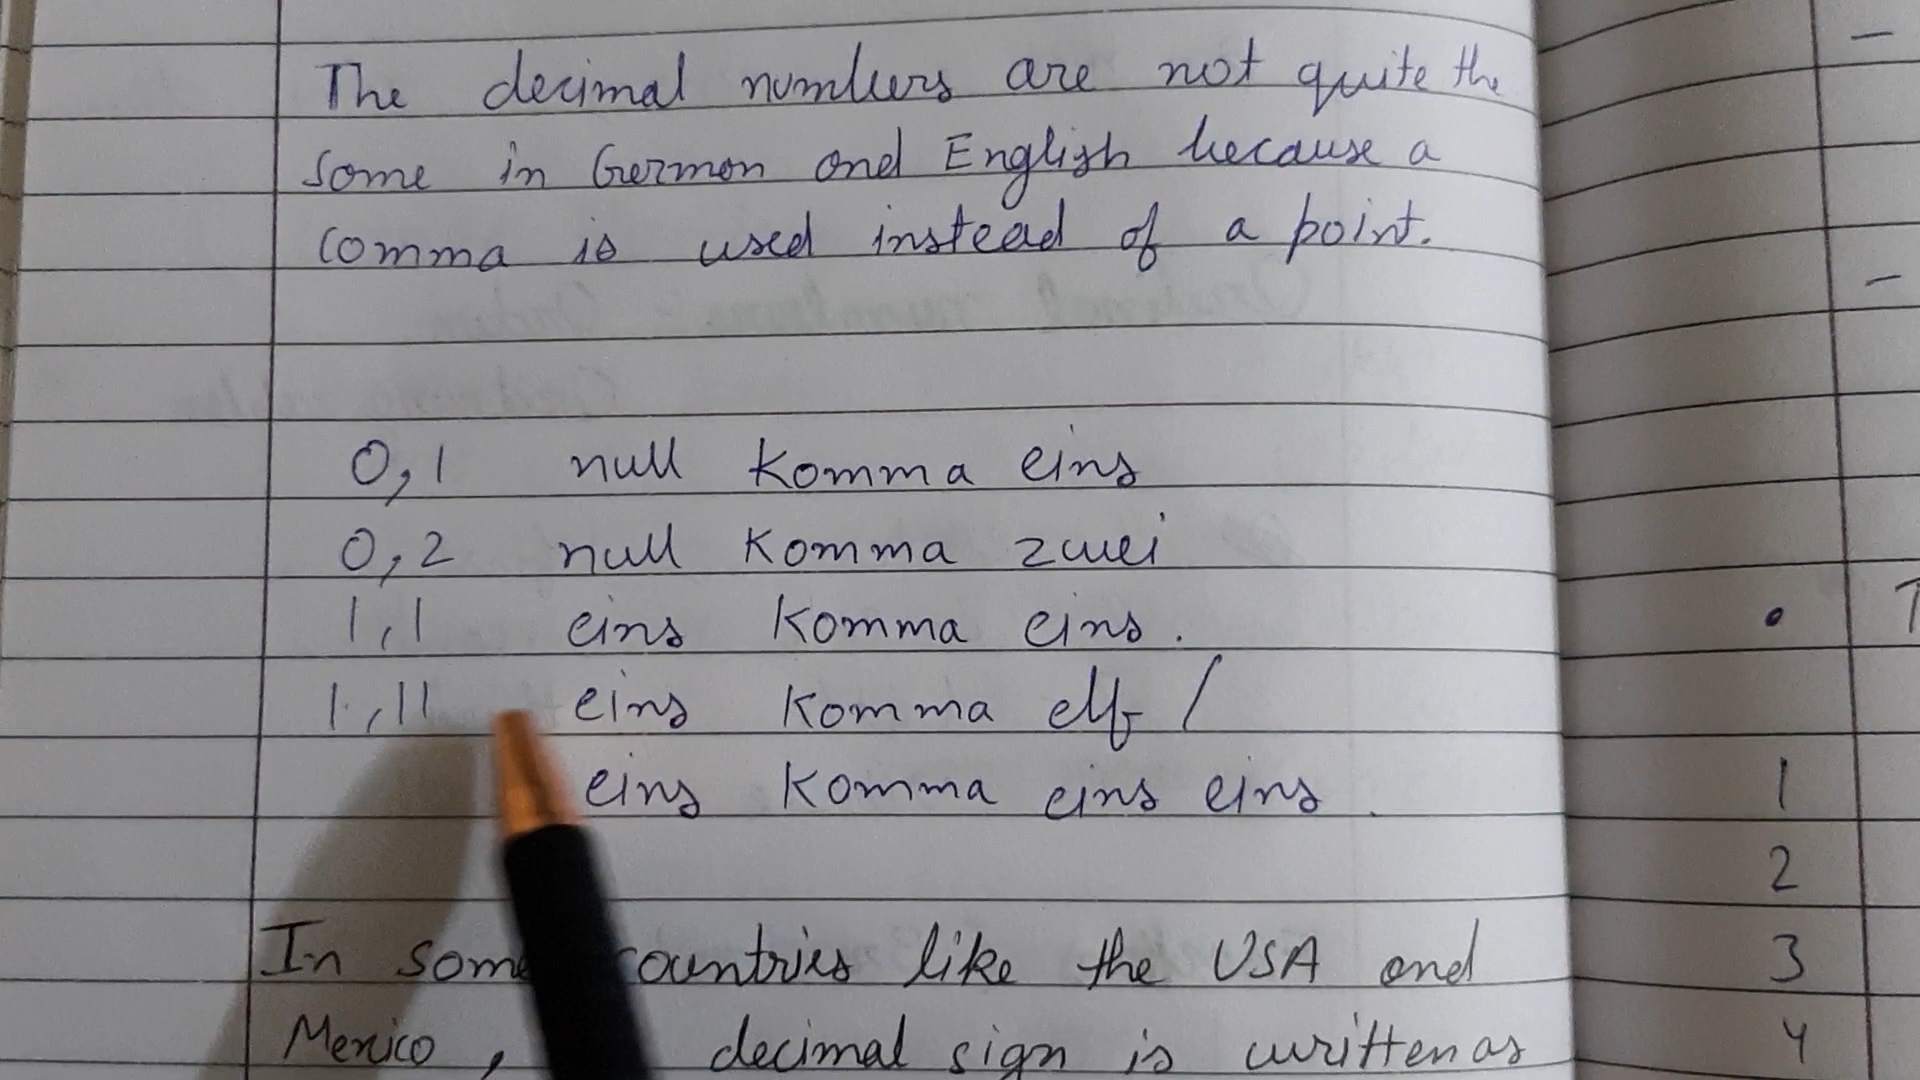 The decimal numbers are not quite the
same in German and English because a
comma is used instead of a point.
0,1 null Komma eins
0,2 null Komma zwei
1,1 eins Komma eins.
1,11 eins Komma elf /
eins Komma eins eins.
In some countries like the USA and
Mexico, decimal sign is written as
1
2
3
4